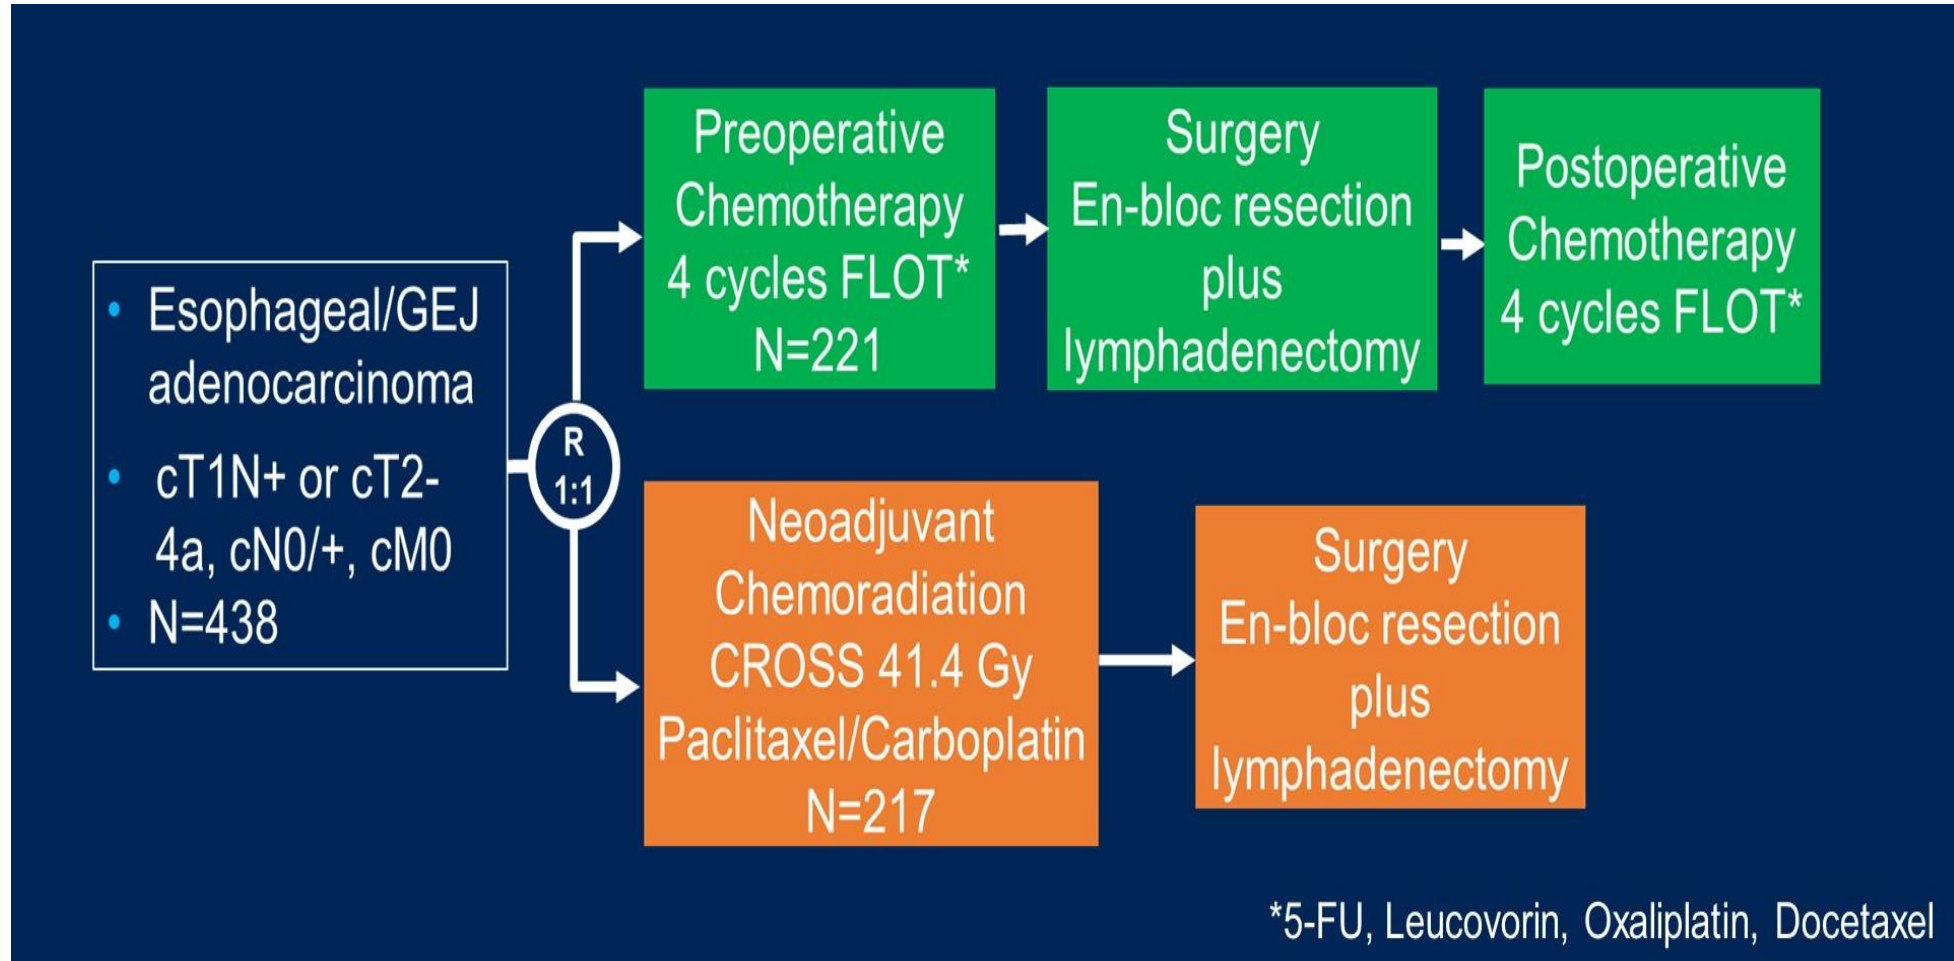 • Esophageal/GEJ
adenocarcinoma
• cT1N+ or cT2-
4a, cN0/+, cM0
• N=438
R
1:1
Preoperative
Chemotherapy
4 cycles FLOT*
N=221
Surgery
En-bloc resection
plus
lymphadenectomy
Postoperative
Chemotherapy
4 cycles FLOT*
Neoadjuvant
Chemoradiation
CROSS 41.4 Gy
Paclitaxel/Carboplatin
N=217
Surgery
En-bloc resection
plus
lymphadenectomy
*5-FU, Leucovorin, Oxaliplatin, Docetaxel